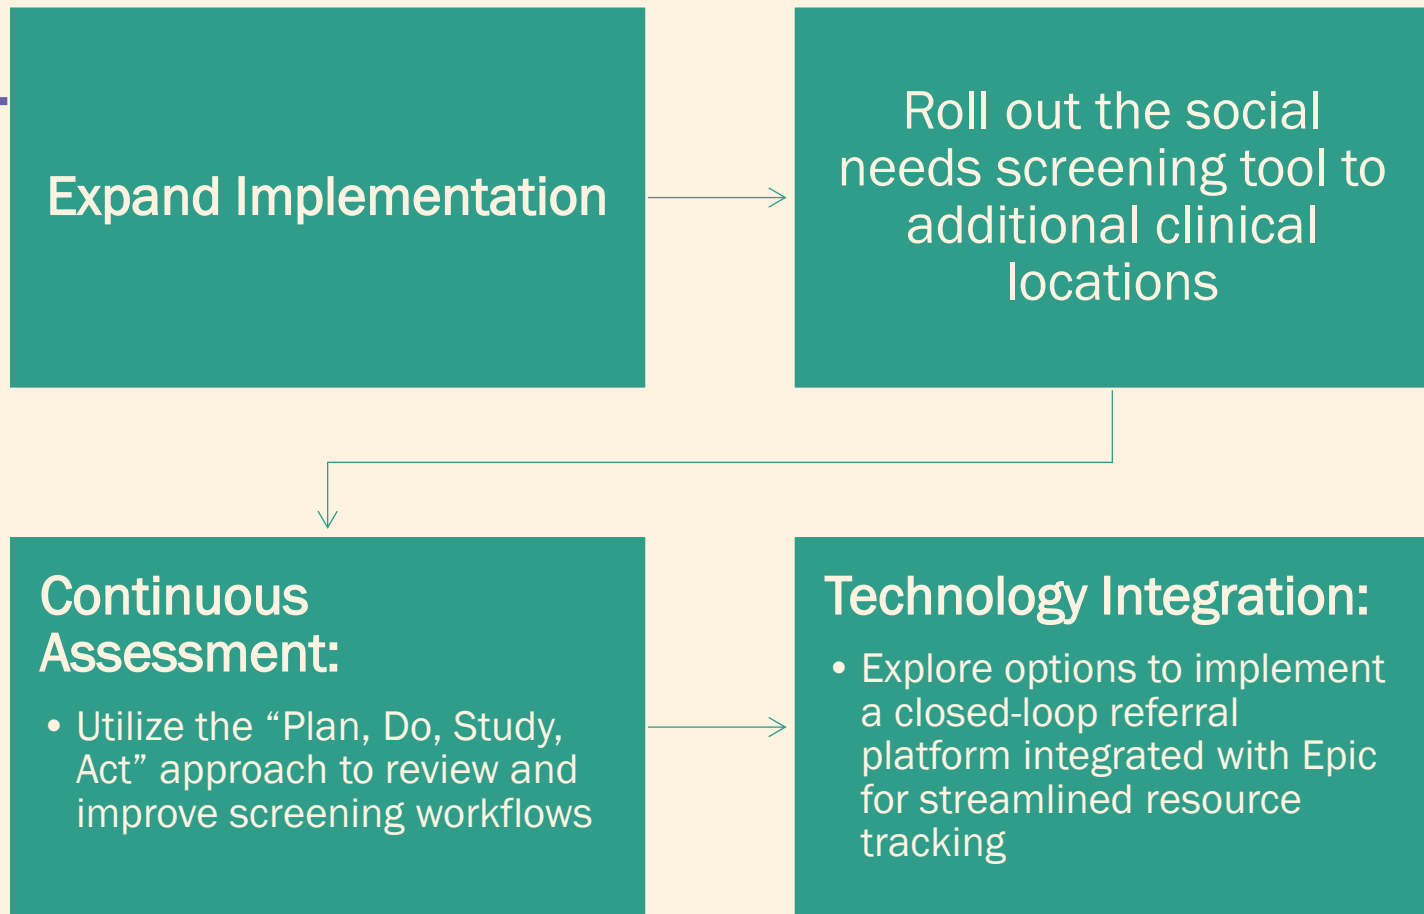 Expand Implementation
Roll out the social
needs screening tool to
additional clinical
locations
Continuous
Assessment:
• Utilize the “Plan, Do, Study,
Act” approach to review and
improve screening workflows
Technology Integration:
• Explore options to implement
a closed-loop referral
platform integrated with Epic
for streamlined resource
tracking